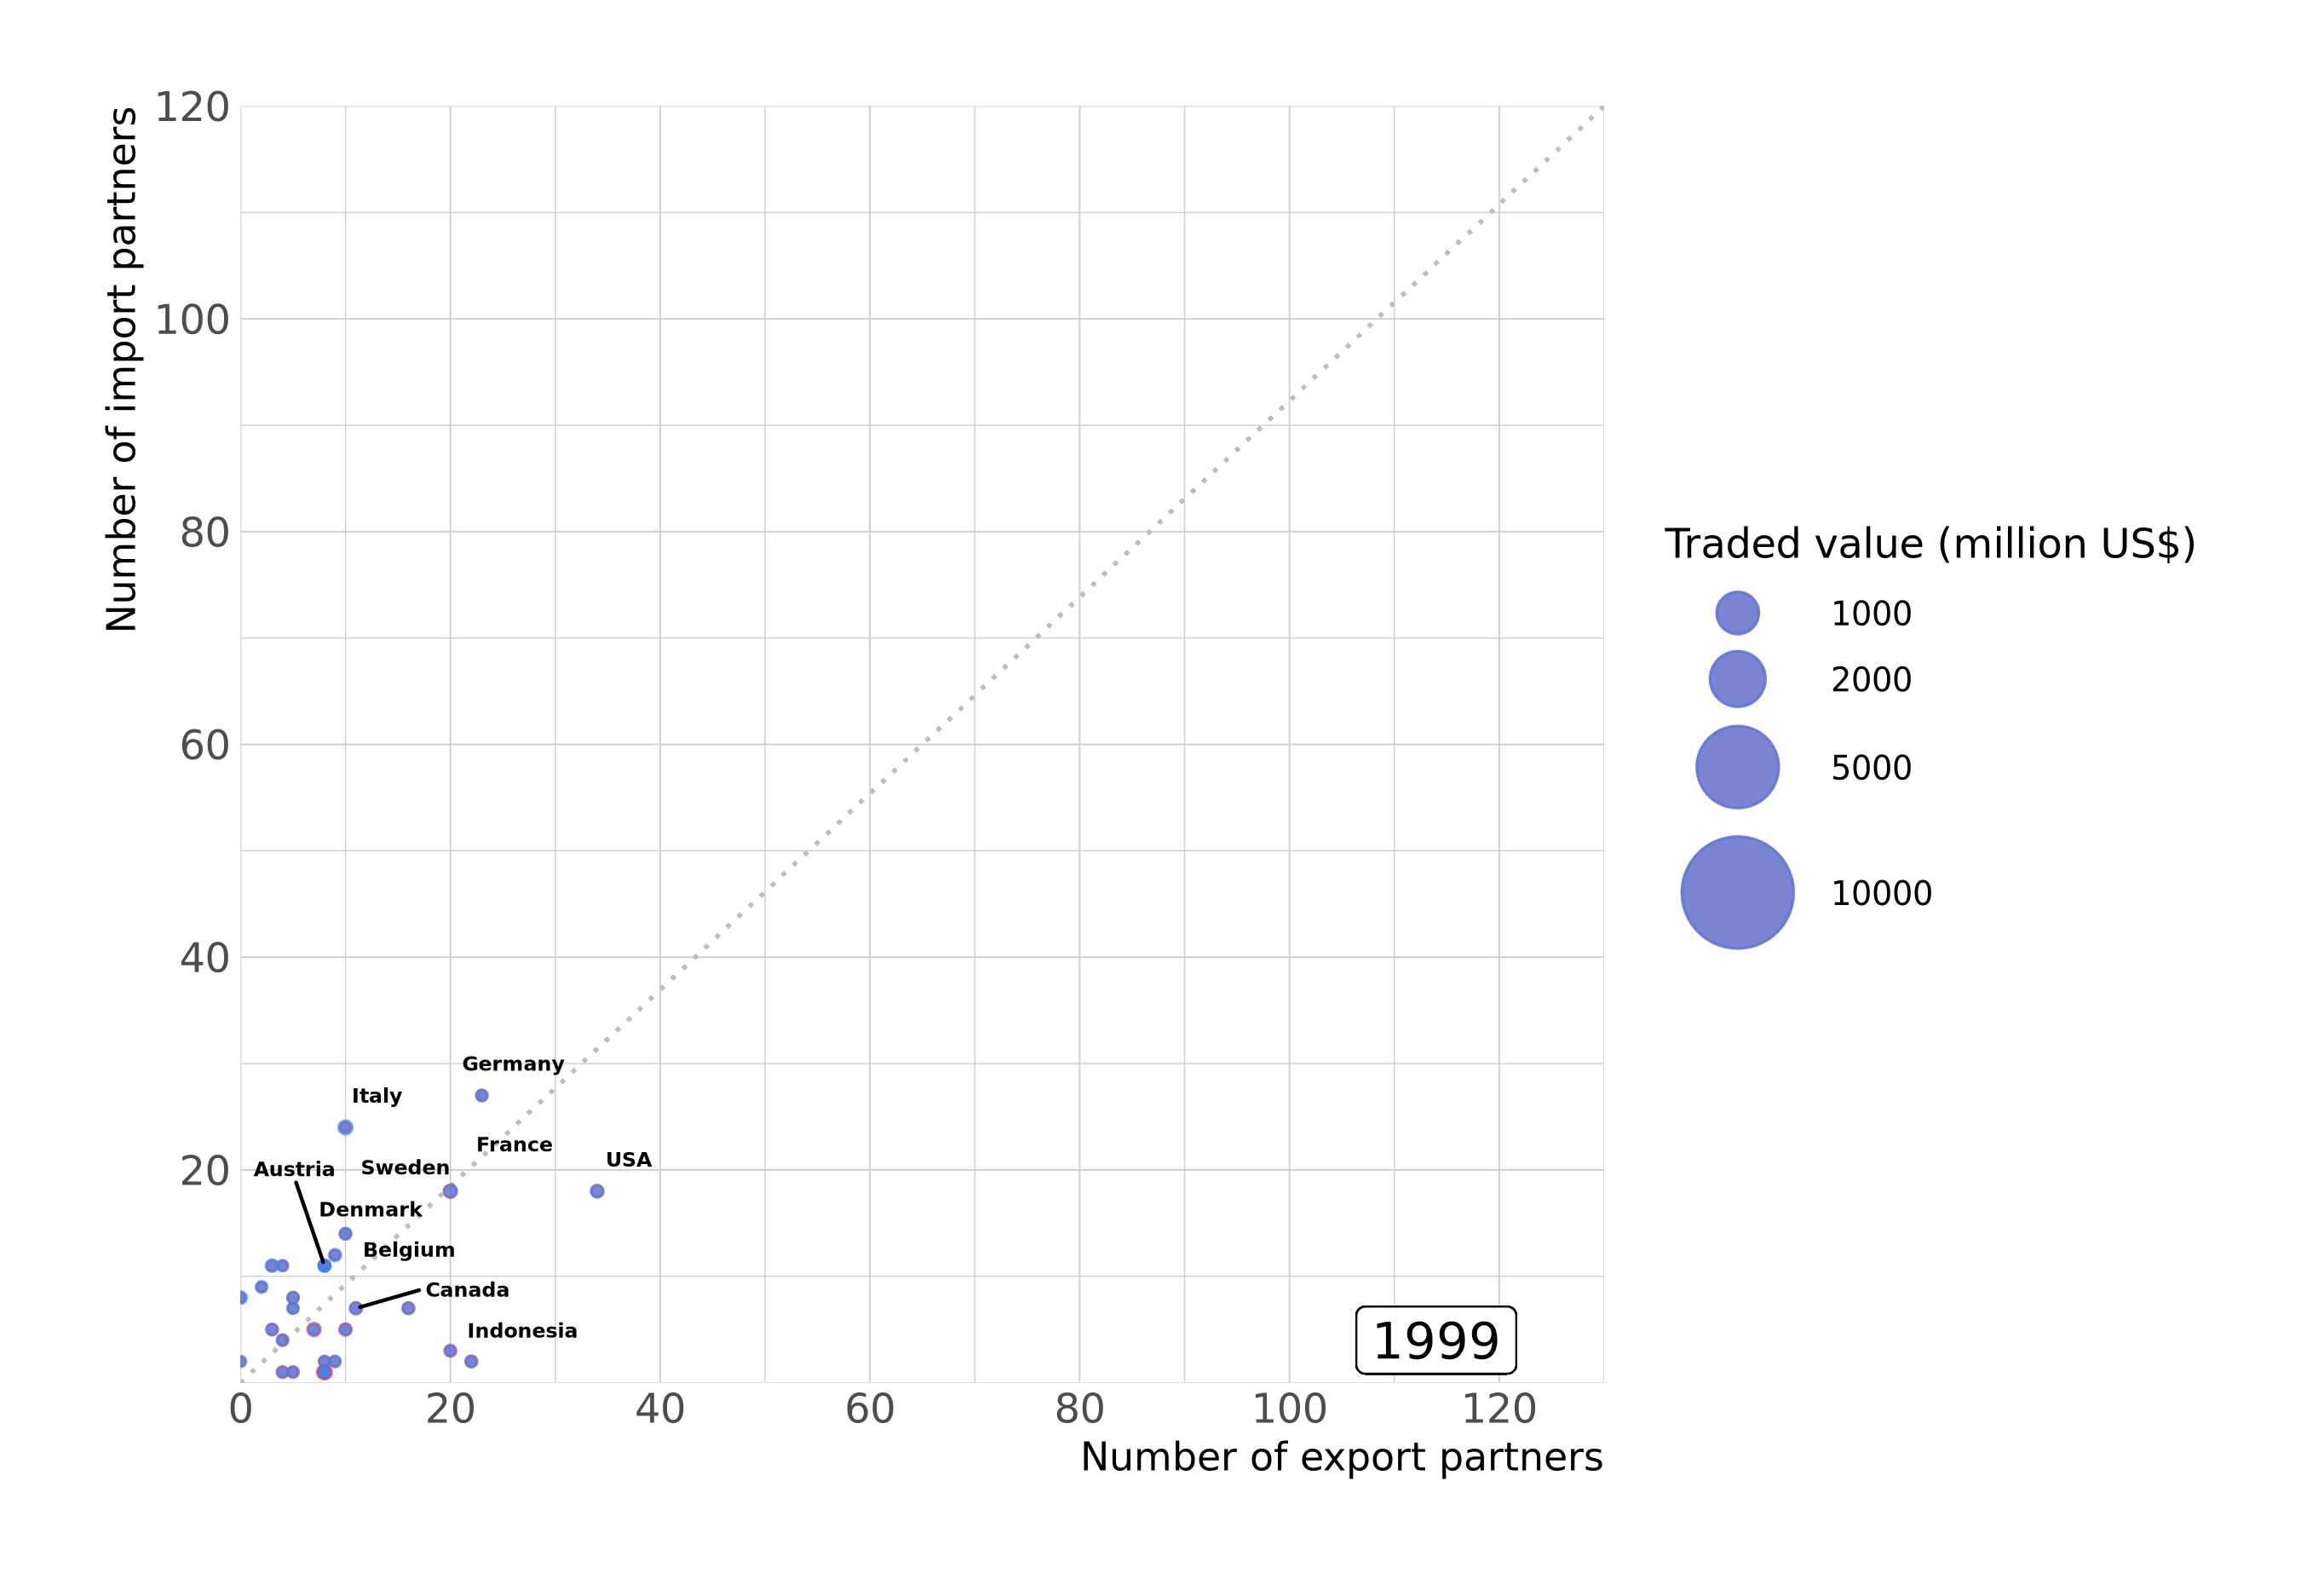 Number of import partners
120
100
80
60
40
20
Germany
Italy
France
USA
Austria
Sweden
Denmark
Belgium
Canada
Indonesia
1999
0
20
40
60
80
100
120
Number of export partners
Traded value (million US$)
1000
2000
5000
10000